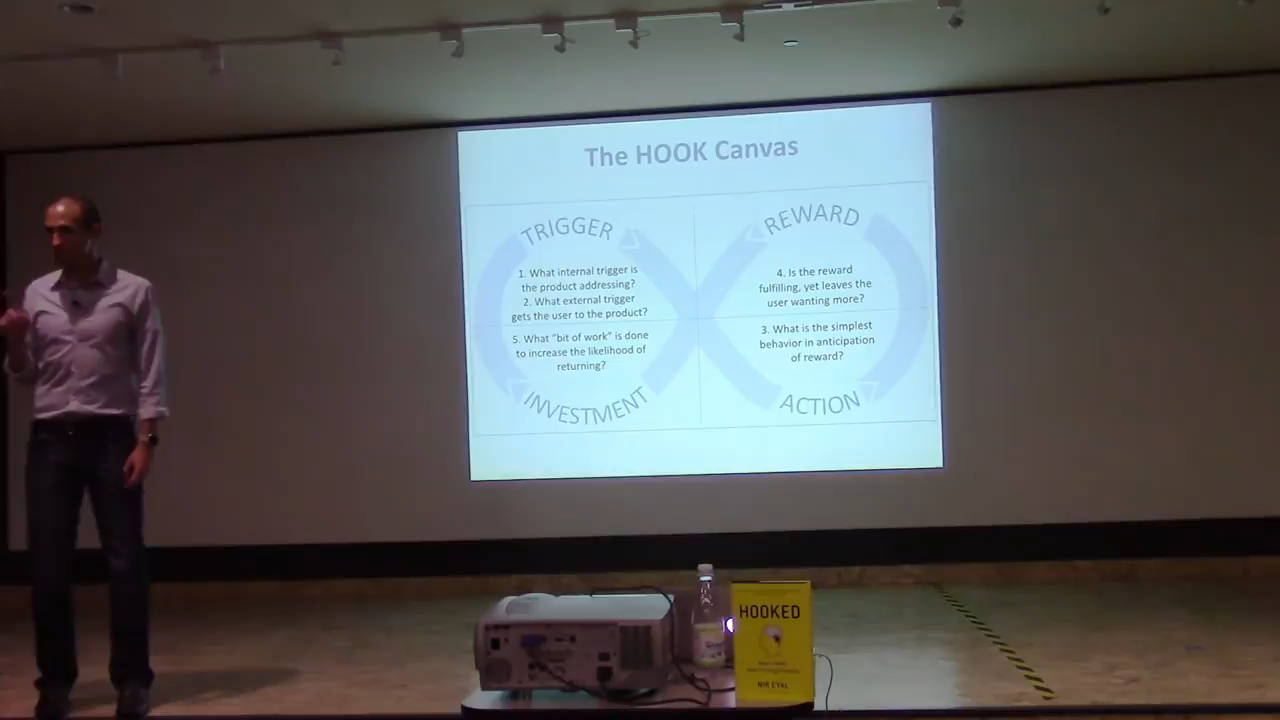 The HOOK Canvas
TRIGGER
1. What internal trigger is
the product addressing?
2. What external trigger
gets the user to the product?
5. What “bit of work” is done
to increase the likelihood of
returning?
INVESTMENT
REWARD
4. Is the reward
fulfilling, yet leaves the
user wanting more?
3. What is the simplest
behavior in anticipation
of reward?
ACTION
HOOKED
NIR EYAL